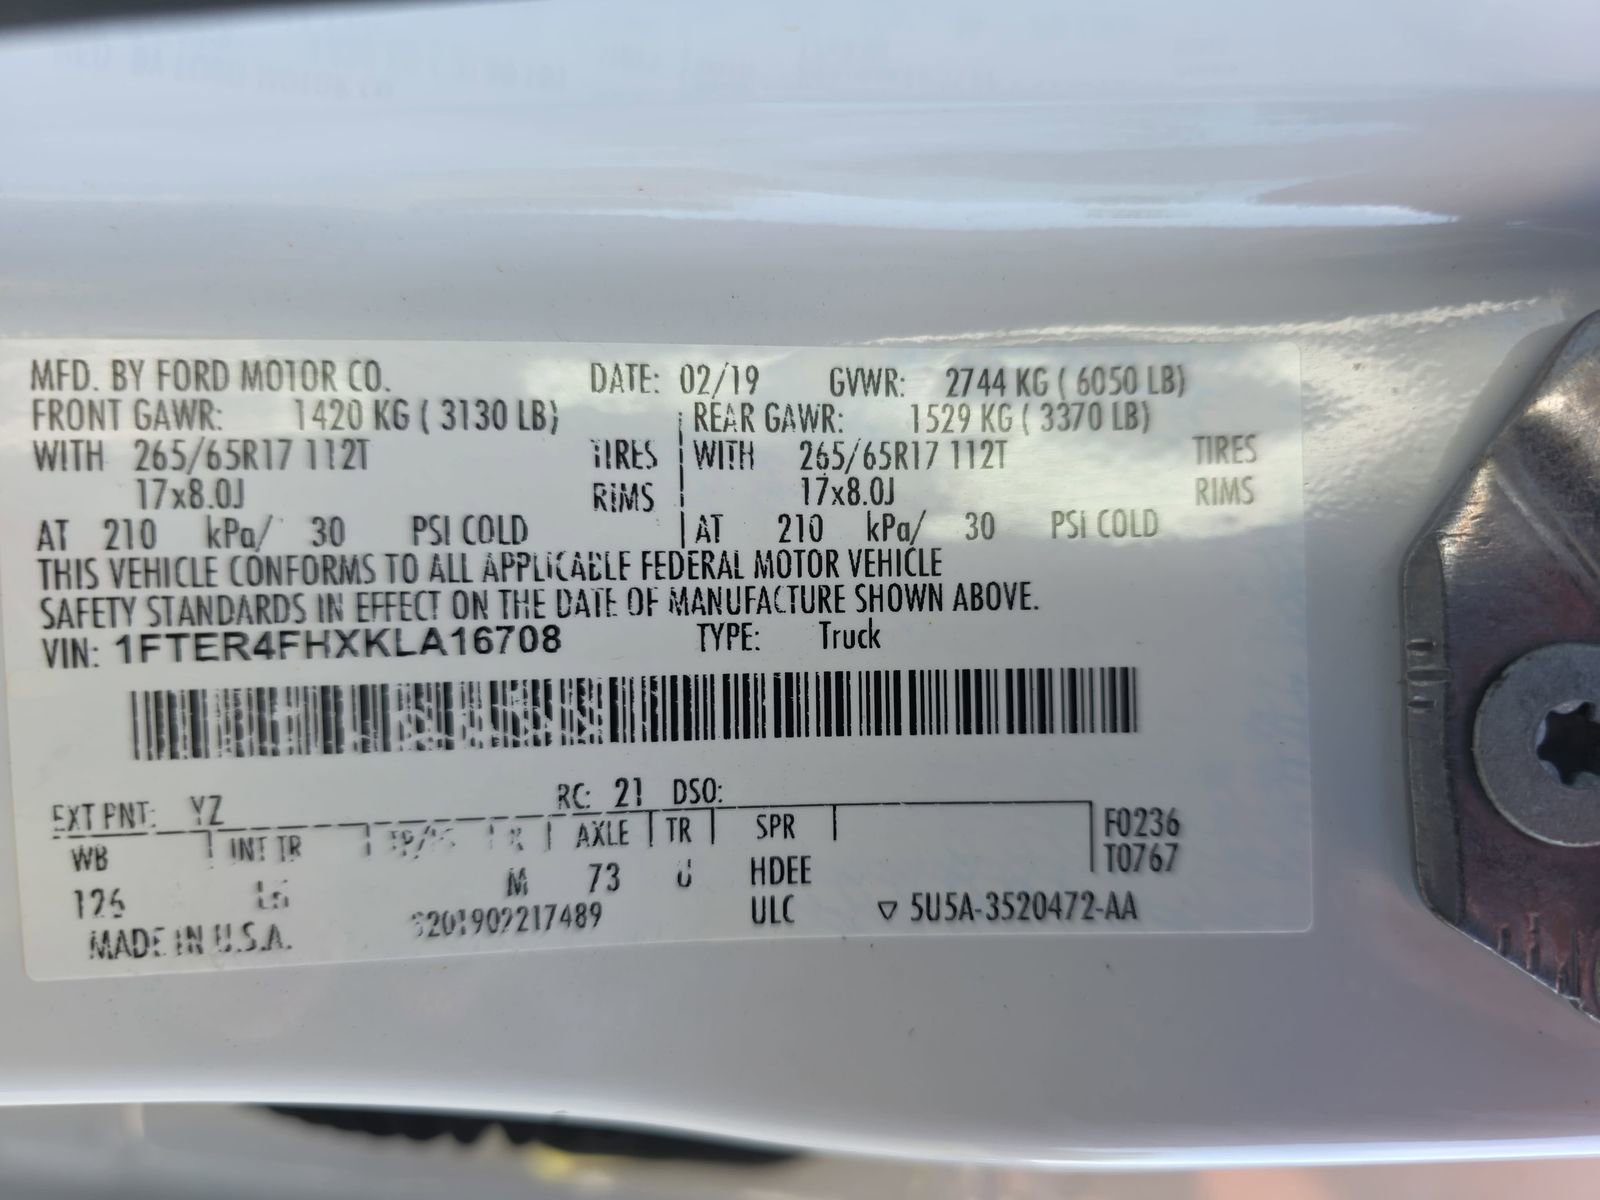 MFD. BY FORD MOTOR CO. DATE: 02/19 GVWR: 2744 KG ( 6050 LB)
FRONT GAWR: 1420 KG ( 3130 LB) REAR GAWR: 1529 KG ( 3370 LB)
WITH 265/65R17 112T TIRES WITH 265/65R17 112T TIRES
17x8.0J RIMS 17x8.0J RIMS
AT 210 kPa/ 30 PSI COLD AT 210 kPa/ 30 PSI COLD
THIS VEHICLE CONFORMS TO ALL APPLICABLE FEDERAL MOTOR VEHICLE
SAFETY STANDARDS IN EFFECT ON THE DATE OF MANUFACTURE SHOWN ABOVE.
VIN: 1FTER4FHXKLA16708 TYPE: Truck
EXT PNT: YZ RC: 21 DSO:
WB INT TR AXLE TR SPR F0236
T0767
126 M 73 HDEE
MADE IN U.S.A. ULC ▽ 5U5A-3520472-AA